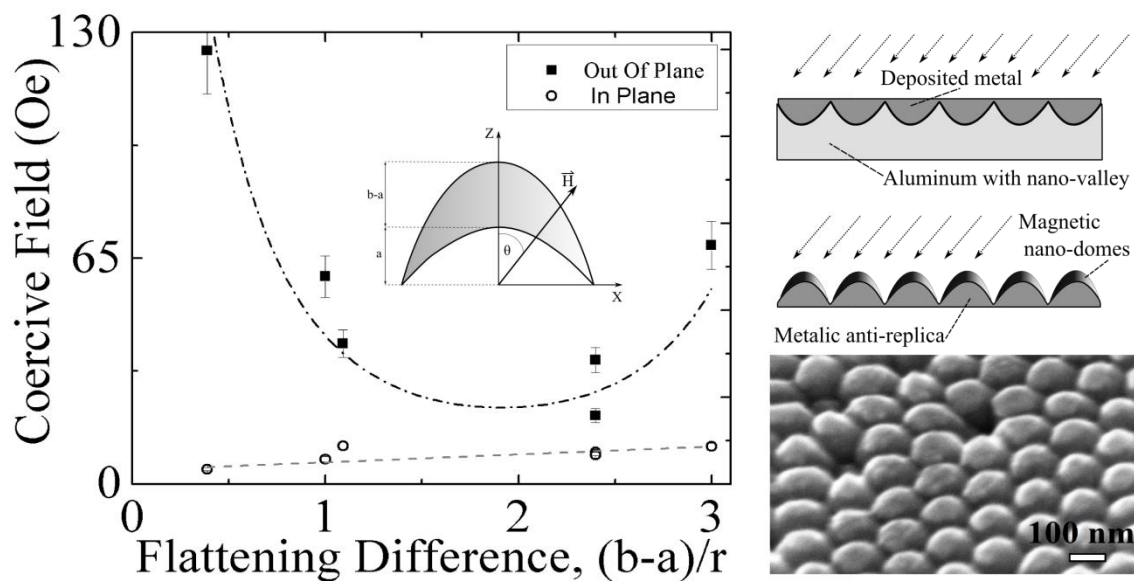 130
65
0
Coercive Field (Oe)
Out Of Plane
In Plane
Z
b-a
a
H
θ
X
0
1
2
3
Flattening Difference, (b-a)/r
Deposited metal
Aluminum with nano-valley
Magnetic
nano-domes
Metalic anti-replica
100 nm